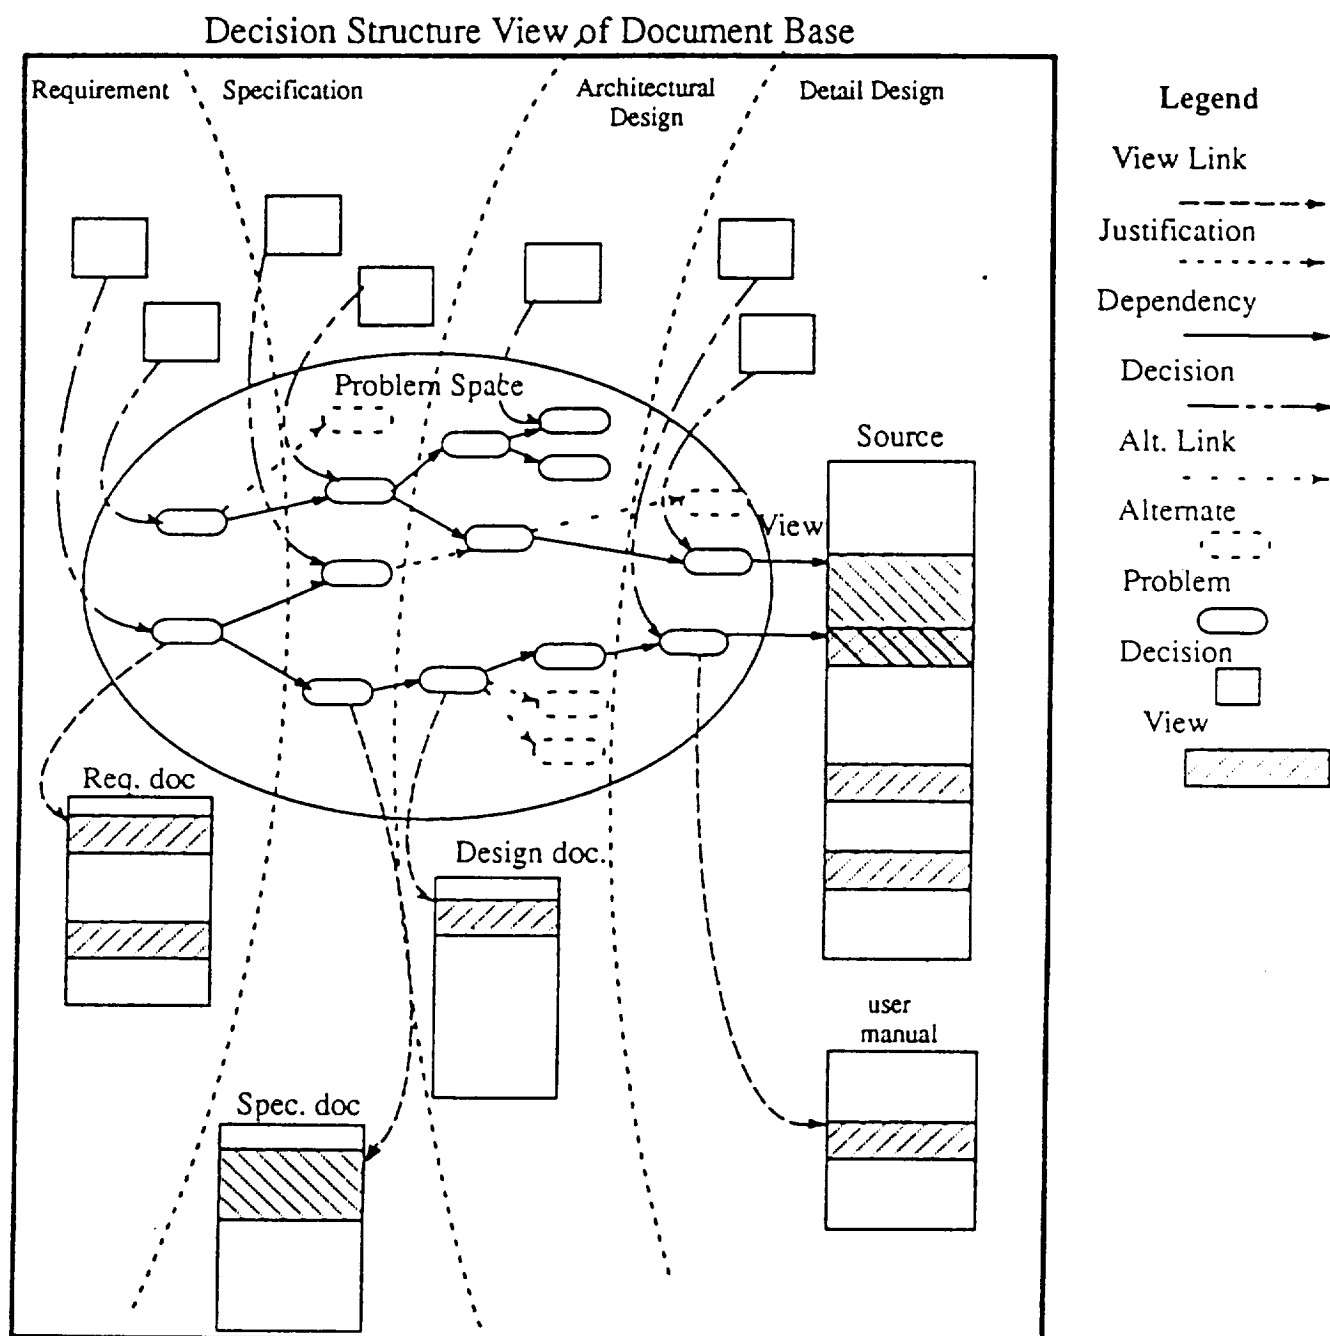 Decision Structure View of Document Base
Requirement
Specification
Architectural
Design
Detail Design
Problem Space
View
Source
Req. doc
Design doc.
Spec. doc
user
manual
Legend
View Link
Justification
Dependency
Decision
Alt. Link
Alternate
Problem
Decision
View